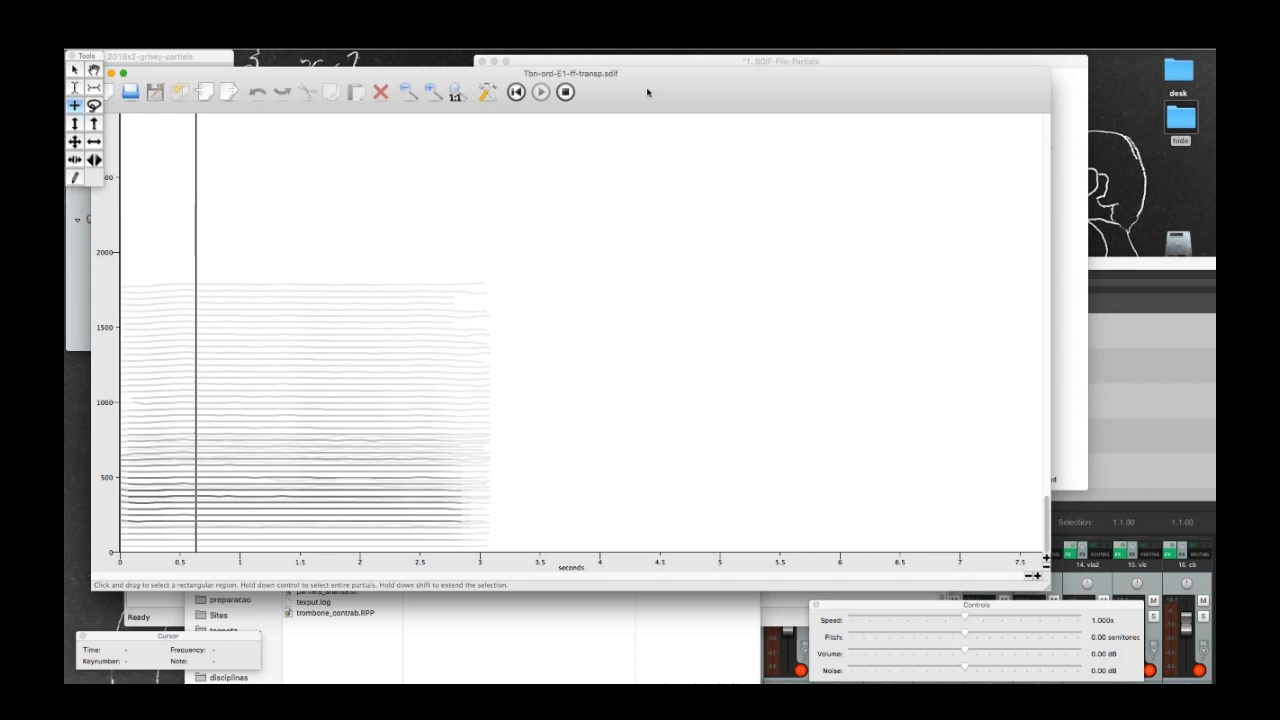 Tools
2018s2-grisey-partiels
*1. SDIF-File-Partials
Tbn-ord-E1-ff-transp.sdif
1:1
desk
hide
2000
1500
1000
500
0
0 0.5 1 1.5 2 2.5 3 3.5 4 4.5 5 5.5 6 6.5 7 7.5
seconds
Click and drag to select a rectangular region. Hold down control to select entire partials. Hold down shift to extend the selection.
Selection: 1.1.00 1.1.00
ROUTING ROUTING ROUTING
14. vla2 15. vlc 16. cb
M M
S S
preparacao
Sites
texput.log
trombone_contrab.RPP
disciplinas
Ready
Cursor
Time: - Frequency: -
Keynumber: - Note: -
Controls
Speed: 1.000x
Pitch: 0.00 semitones
Volume: 0.00 dB
Noise: 0.00 dB